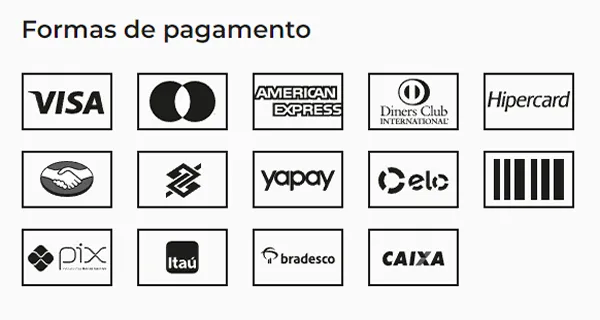 Formas de pagamento
VISA
AMERICAN
EXPRESS
Diners Club
INTERNATIONAL
Hipercard
yapay
elo
pix
Itaú
bradesco
CAIXA